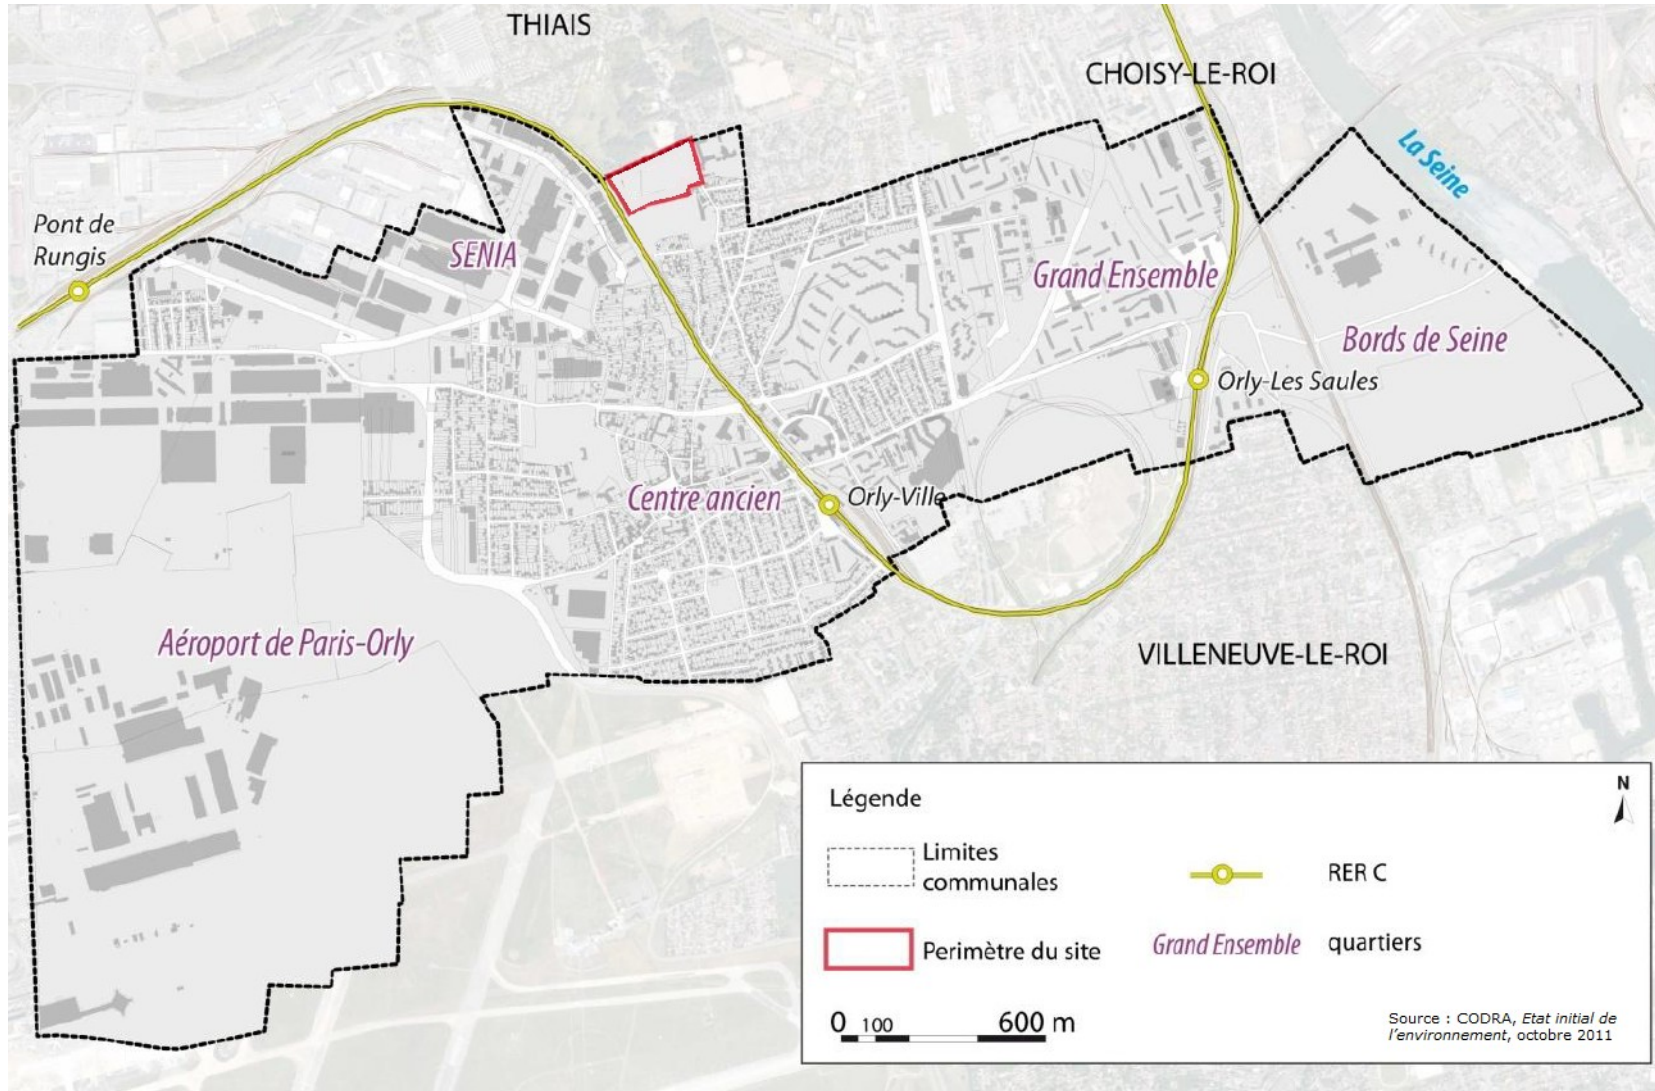 THIAIS
CHOISY-LE-ROI
La Seine
Pont de
Rungis
SENIA
Grand Ensemble
Bords de Seine
Orly-Les Saules
Centre ancien
Orly-Ville
Aéroport de Paris-Orly
VILLENEUVE-LE-ROI
Légende
N
Limites
communales
RER C
Perimètre du site
Grand Ensemble
quartiers
0 100 600 m
Source : CODRA, Etat initial de
l'environnement, octobre 2011